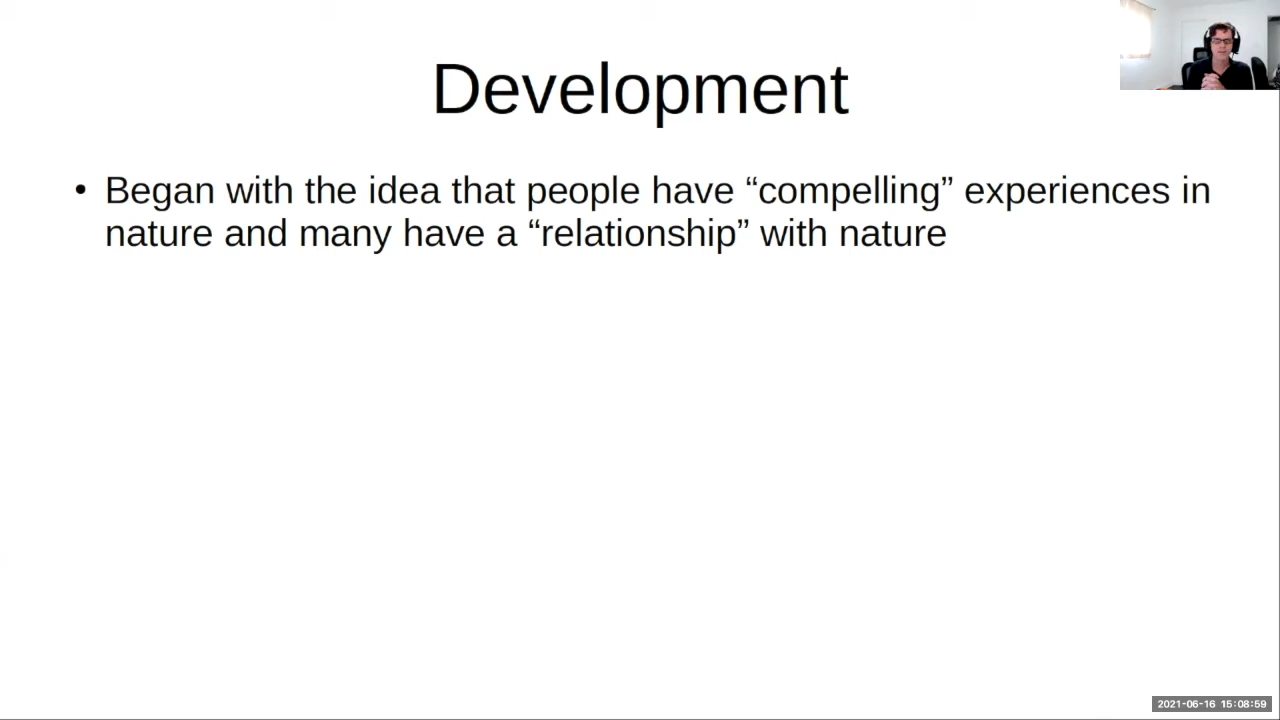 Development
• Began with the idea that people have “compelling” experiences in
nature and many have a “relationship” with nature
2021-06-16 15:08:59